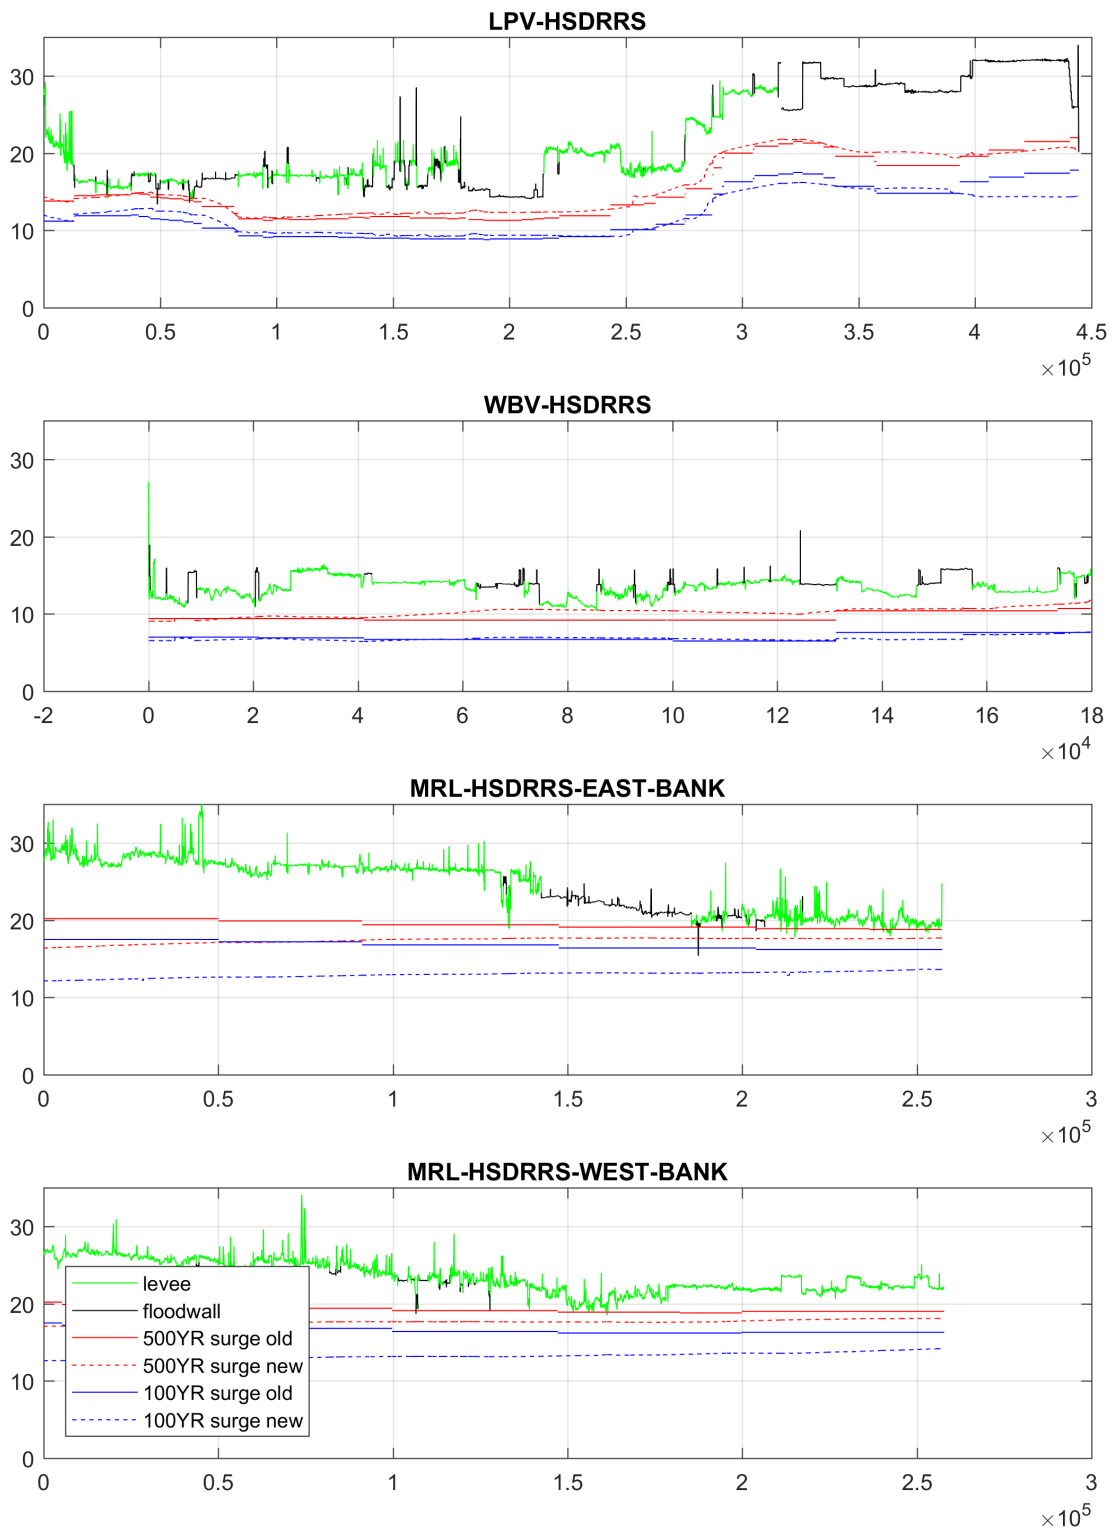 LPV-HSDRRS
30
20
10
0
0 0.5 1 1.5 2 2.5 3 3.5 4 4.5
×10^5
WBV-HSDRRS
30
20
10
0
-2 0 2 4 6 8 10 12 14 16 18
×10^4
MRL-HSDRRS-EAST-BANK
30
20
10
0
0 0.5 1 1.5 2 2.5 3
×10^5
MRL-HSDRRS-WEST-BANK
30
20
10
0
levee
floodwall
500YR surge old
500YR surge new
100YR surge old
100YR surge new
0 0.5 1 1.5 2 2.5 3
×10^5